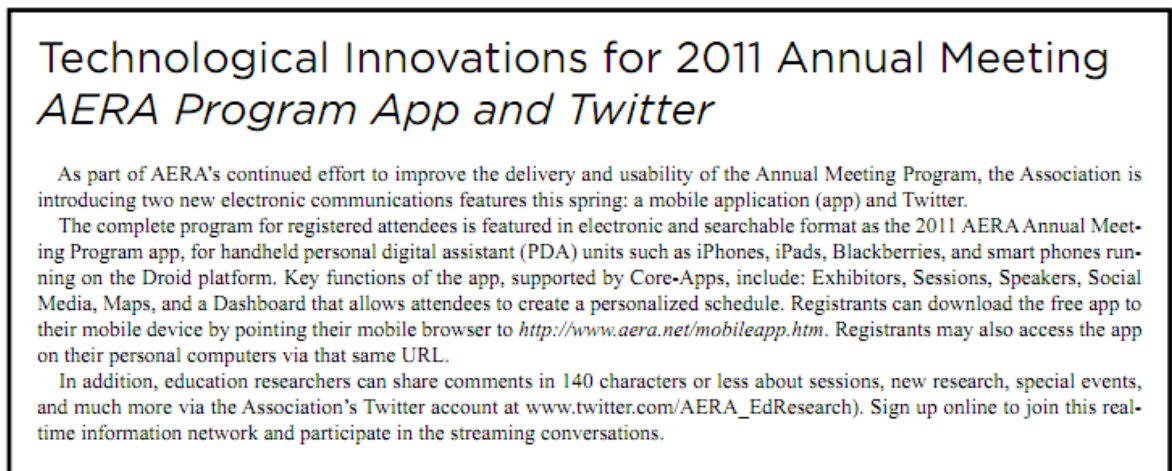 Technological Innovations for 2011 Annual Meeting
AERA Program App and Twitter
As part of AERA's continued effort to improve the delivery and usability of the Annual Meeting Program, the Association is
introducing two new electronic communications features this spring: a mobile application (app) and Twitter.
The complete program for registered attendees is featured in electronic and searchable format as the 2011 AERA Annual Meet-
ing Program app, for handheld personal digital assistant (PDA) units such as iPhones, iPads, Blackberries, and smart phones run-
ning on the Droid platform. Key functions of the app, supported by Core-Apps, include: Exhibitors, Sessions, Speakers, Social
Media, Maps, and a Dashboard that allows attendees to create a personalized schedule. Registrants can download the free app to
their mobile device by pointing their mobile browser to http://www.aera.net/mobileapp.htm. Registrants may also access the app
on their personal computers via that same URL.
In addition, education researchers can share comments in 140 characters or less about sessions, new research, special events,
and much more via the Association's Twitter account at www.twitter.com/AERA_EdResearch). Sign up online to join this real-
time information network and participate in the streaming conversations.